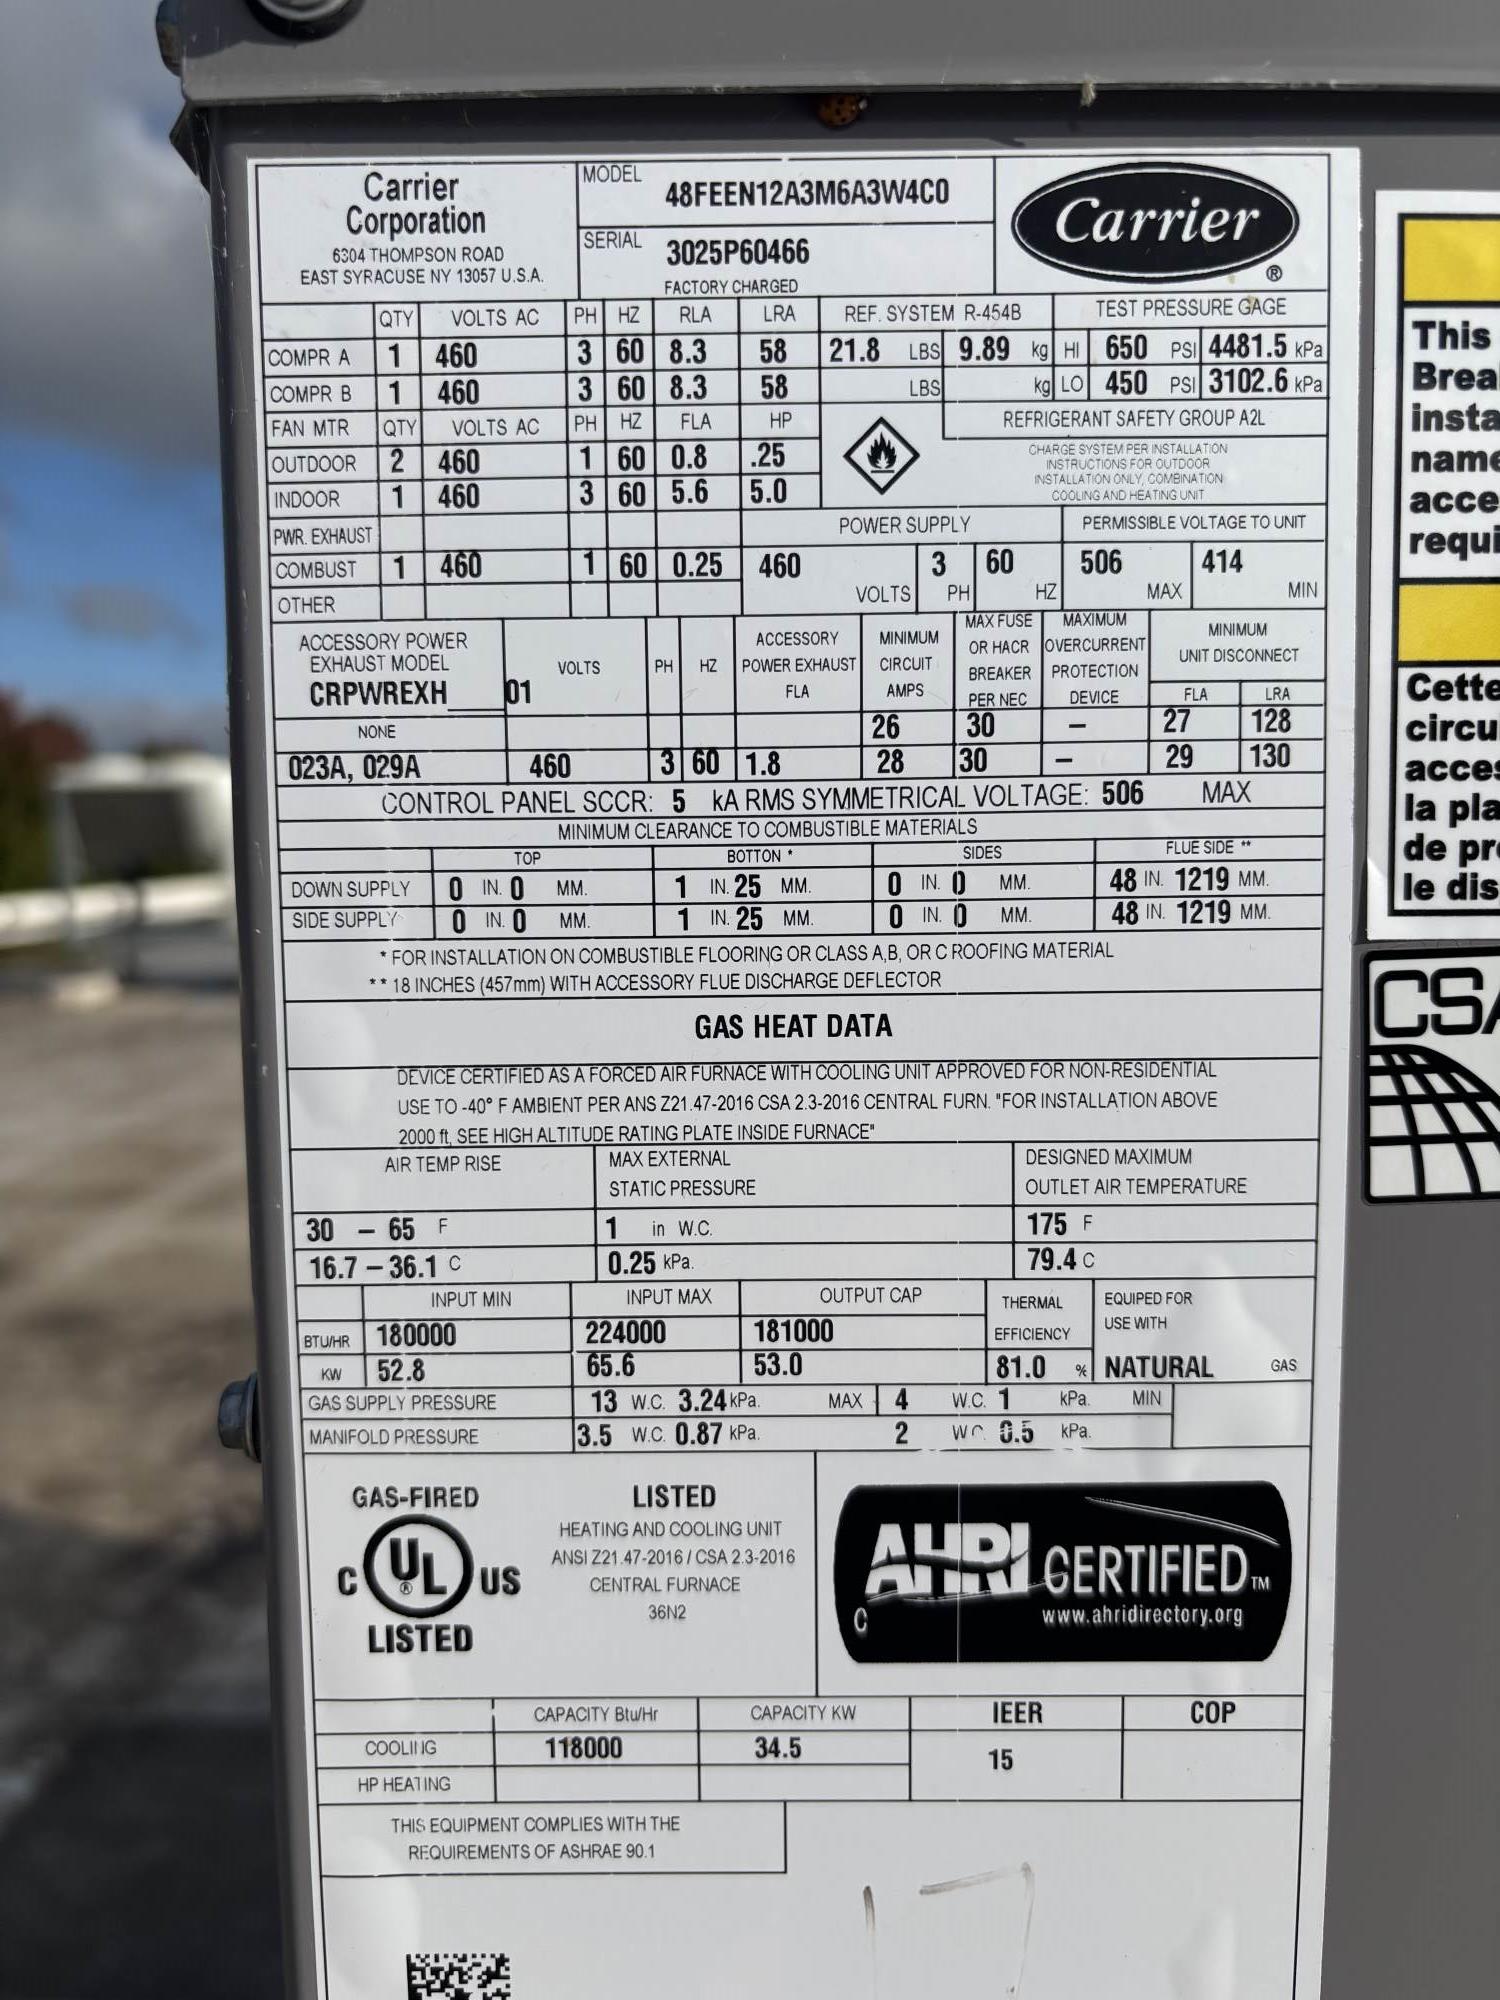 Carrier
Corporation
6304 THOMPSON ROAD
EAST SYRACUSE NY 13057 U.S.A.
MODEL 48FEEN12A3M6A3W4C0
SERIAL 3025P60466
FACTORY CHARGED
Carrier
®
QTY VOLTS AC PH HZ RLA LRA REF. SYSTEM R-454B TEST PRESSURE GAGE
COMPR A 1 460 3 60 8.3 58 21.8 LBS 9.89 kg HI 650 PSI 4481.5 kPa
COMPR B 1 460 3 60 8.3 58 LBS kg LO 450 PSI 3102.6 kPa
FAN MTR QTY VOLTS AC PH HZ FLA HP REFRIGERANT SAFETY GROUP A2L
OUTDOOR 2 460 1 60 0.8 .25
INDOOR 1 460 3 60 5.6 5.0
CHARGE SYSTEM PER INSTALLATION
INSTRUCTIONS FOR OUTDOOR
INSTALLATION ONLY, COMBINATION
COOLING AND HEATING UNIT
PWR. EXHAUST POWER SUPPLY PERMISSIBLE VOLTAGE TO UNIT
COMBUST 1 460 1 60 0.25 460 VOLTS 3 PH 60 HZ 506 MAX 414 MIN
OTHER
ACCESSORY POWER
EXHAUST MODEL
CRPWREXH____01
VOLTS PH HZ
ACCESSORY
POWER EXHAUST
FLA
MINIMUM
CIRCUIT
AMPS
MAX FUSE
OR HACR
BREAKER
PER NEC
MAXIMUM
OVERCURRENT
PROTECTION
DEVICE
MINIMUM
UNIT DISCONNECT
FLA LRA
NONE 26 30 – 27 128
023A, 029A 460 3 60 1.8 28 30 – 29 130
CONTROL PANEL SCCR: 5 kA RMS SYMMETRICAL VOLTAGE: 506 MAX
MINIMUM CLEARANCE TO COMBUSTIBLE MATERIALS
TOP BOTTON * SIDES FLUE SIDE **
DOWN SUPPLY 0 IN. 0 MM. 1 IN. 25 MM. 0 IN. 0 MM. 48 IN. 1219 MM.
SIDE SUPPLY 0 IN. 0 MM. 1 IN. 25 MM. 0 IN. 0 MM. 48 IN. 1219 MM.
* FOR INSTALLATION ON COMBUSTIBLE FLOORING OR CLASS A,B, OR C ROOFING MATERIAL
** 18 INCHES (457mm) WITH ACCESSORY FLUE DISCHARGE DEFLECTOR
GAS HEAT DATA
DEVICE CERTIFIED AS A FORCED AIR FURNACE WITH COOLING UNIT APPROVED FOR NON-RESIDENTIAL
USE TO -40° F AMBIENT PER ANS Z21.47-2016 CSA 2.3-2016 CENTRAL FURN. "FOR INSTALLATION ABOVE
2000 ft, SEE HIGH ALTITUDE RATING PLATE INSIDE FURNACE"
AIR TEMP RISE
MAX EXTERNAL
STATIC PRESSURE
DESIGNED MAXIMUM
OUTLET AIR TEMPERATURE
30 – 65 F 1 in W.C. 175 F
16.7 – 36.1 C 0.25 kPa. 79.4 C
INPUT MIN INPUT MAX OUTPUT CAP
THERMAL
EFFICIENCY
EQUIPED FOR
USE WITH
BTU/HR 180000 224000 181000
KW 52.8 65.6 53.0 81.0 % NATURAL GAS
GAS SUPPLY PRESSURE 13 W.C. 3.24 kPa. MAX 4 W.C. 1 kPa. MIN
MANIFOLD PRESSURE 3.5 W.C. 0.87 kPa. 2 W.C. 0.5 kPa.
GAS-FIRED
C UL ® US
LISTED
LISTED
HEATING AND COOLING UNIT
ANSI Z21.47-2016 / CSA 2.3-2016
CENTRAL FURNACE
36N2
C
AHRI CERTIFIED TM
www.ahridirectory.org
CAPACITY Btu/Hr CAPACITY KW IEER COP
COOLING 118000 34.5 15
HP HEATING
THIS EQUIPMENT COMPLIES WITH THE
REQUIREMENTS OF ASHRAE 90.1
17
This
Brea
insta
name
acce
requi
Cette
circu
acces
la pla
de pr
le dis
CSA